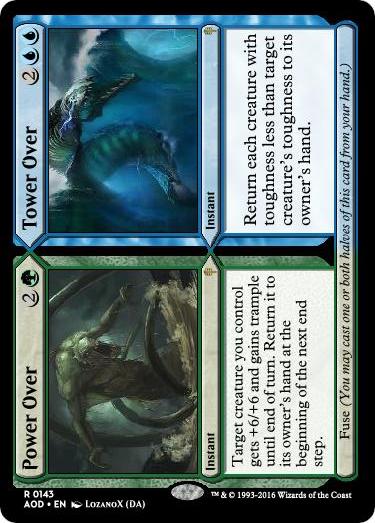 Power Over 2
Instant
Target creature you control
gets +6/+6 and gains trample
until end of turn. Return it to
its owner's hand at the
beginning of the next end
step.
Tower Over 2
Instant
Return each creature with
toughness less than target
creature's toughness to its
owner's hand.
Fuse (You may cast one or both halves of this card from your hand.)
R 0143
AOD • EN LOZANOX (DA)
™ & © 1993-2016 Wizards of the Coast